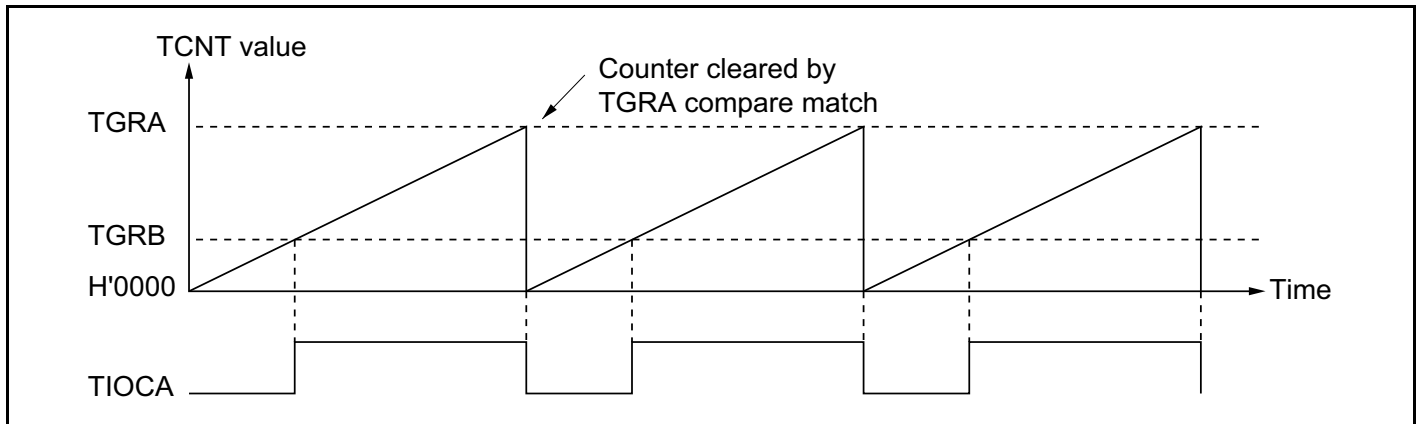 TCNT value
Counter cleared by
TGRA compare match
TGRA
TGRB
H'0000
Time
TIOCA